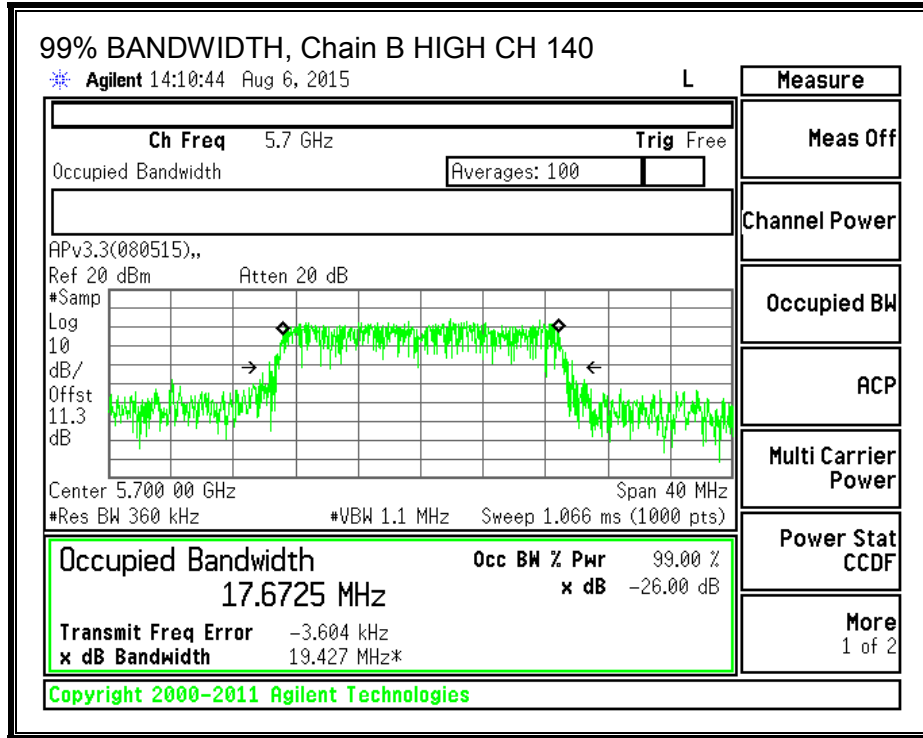 99% BANDWIDTH, Chain B HIGH CH 140
Agilent 14:10:44 Aug 6, 2015 L
Measure
Ch Freq 5.7 GHz Trig Free
Meas Off
Occupied Bandwidth Averages: 100
Channel Power
APv3.3(080515),,
Ref 20 dBm Atten 20 dB
#Samp
Log
10
dB/
Offst
11.3
dB
Occupied BW
ACP
Multi Carrier
Power
Center 5.700 00 GHz Span 40 MHz
#Res BW 360 kHz #VBW 1.1 MHz Sweep 1.066 ms (1000 pts)
Power Stat
CCDF
Occupied Bandwidth Occ BW % Pwr 99.00 %
17.6725 MHz x dB -26.00 dB
Transmit Freq Error -3.604 kHz
x dB Bandwidth 19.427 MHz*
More
1 of 2
Copyright 2000-2011 Agilent Technologies